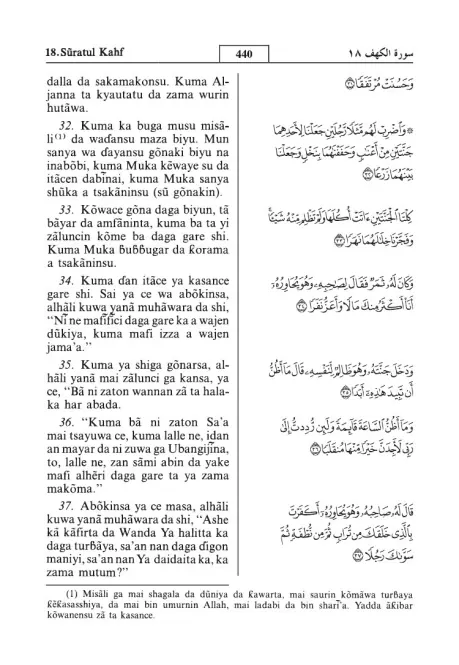 18. Sūratul Kahf
440
سورة الكهف ١٨
dalla da sakamakonsu. Kuma Al-
janna ta kyautatu da zama wurin
hutāwa.
وَحَسُنَتْ مُرْتَفَقًا ٣١
32. Kuma ka buga musu misā-
li(1) da waɗansu maza biyu. Mun
sanya wa ɗayansu gōnaki biyu na
inabōbi, kuma Muka kēwaye su da
itācen dabīnai, kuma Muka sanya
shūka a tsakāninsu (sū gōnakin).
۞ وَاضْرِبْ لَهُم مَّثَلًا رَّجُلَيْنِ جَعَلْنَا لِأَحَدِهِمَا
جَنَّتَيْنِ مِنْ أَعْنَابٍ وَحَفَفْنَاهُمَا بِنَخْلٍ وَجَعَلْنَا
بَيْنَهُمَا زَرْعًا ٣٢
33. Kōwace gōna daga biyun, tā
bāyar da amfāninta, kuma ba ta yi
zāluncin kōme ba daga gare shi.
Kuma Muka ɓuɓɓugar da ƙorama
a tsakāninsu.
كِلْتَا الْجَنَّتَيْنِ ءَاتَتْ أُكُلَهَا وَلَمْ تَظْلِم مِّنْهُ شَيْئًا
وَفَجَّرْنَا خِلَالَهُمَا نَهَرًا ٣٣
34. Kuma ɗan itāce ya kasance
gare shi. Sai ya ce wa abōkinsa,
alhāli kuwa yanā muhāwara da shi,
“Nī ne mafīfīci daga gare ka a wajen
dūkiya, kuma mafi izza a wajen
jama'a.”
وَكَانَ لَهُ ثَمَرٌ فَقَالَ لِصَاحِبِهِ وَهُوَ يُحَاوِرُهُ
أَنَا أَكْثَرُ مِنكَ مَالًا وَأَعَزُّ نَفَرًا ٣٤
35. Kuma ya shiga gōnarsa, al-
hāli yanā mai zālunci ga kansa, ya
ce, “Bā ni zaton wannan zā ta hala-
ka har abada.
وَدَخَلَ جَنَّتَهُ وَهُوَ ظَالِمٌ لِّنَفْسِهِ قَالَ مَا أَظُنُّ
أَن تَبِيدَ هَذِهِ أَبَدًا ٣٥
36. “Kuma bā ni zaton Sa'a
mai tsayuwa ce, kuma lalle ne, idan
an mayar da ni zuwa ga Ubangijīna,
to, lalle ne, zan sāmi abin da yake
mafi alhēri daga gare ta ya zama
makōma.”
وَمَا أَظُنُّ السَّاعَةَ قَائِمَةً وَلَئِن رُّدِدتُّ إِلَى
رَبِّي لَأَجِدَنَّ خَيْرًا مِّنْهَا مُنقَلَبًا ٣٦
37. Abōkinsa ya ce masa, alhāli
kuwa yanā muhāwara da shi, “Ashe
kā kāfirta da Wanda Ya halitta ka
daga turɓāya, sa'an nan daga ɗigon
maniyi, sa'an nan Ya daidaita ka, ka
zama mutum?”
قَالَ لَهُ صَاحِبُهُ وَهُوَ يُحَاوِرُهُ أَكَفَرْتَ
بِالَّذِي خَلَقَكَ مِن تُرَابٍ ثُمَّ مِن نُّطْفَةٍ ثُمَّ
سَوَّاكَ رَجُلًا ٣٧
(1) Misāli ga mai shagala da dūniya da ƙawarta, mai saurin kōmāwa turɓaya
ƙēƙasasshiya, da mai bin umurnin Allah, mai ladabi da bin sharī'a. Yadda āƙibar
kōwanensu zā ta kasance.